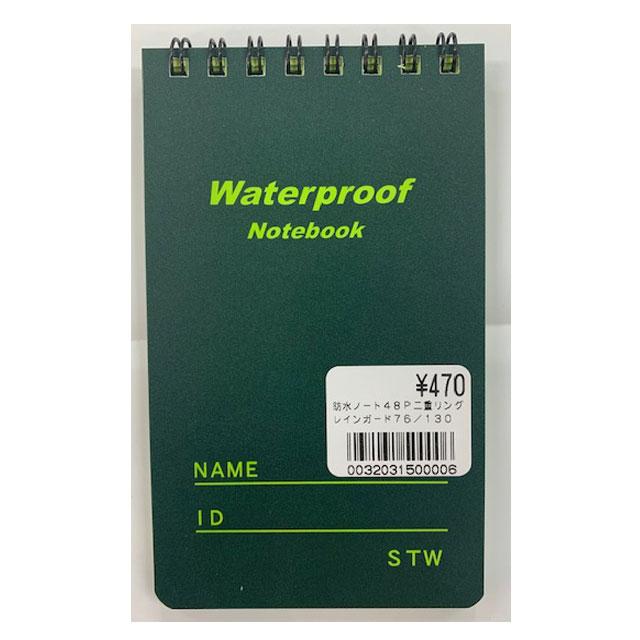 Waterproof
Notebook
¥470
防水ノート48P二重リング
レインガード76/130
0032031500006
NAME
ID
STW